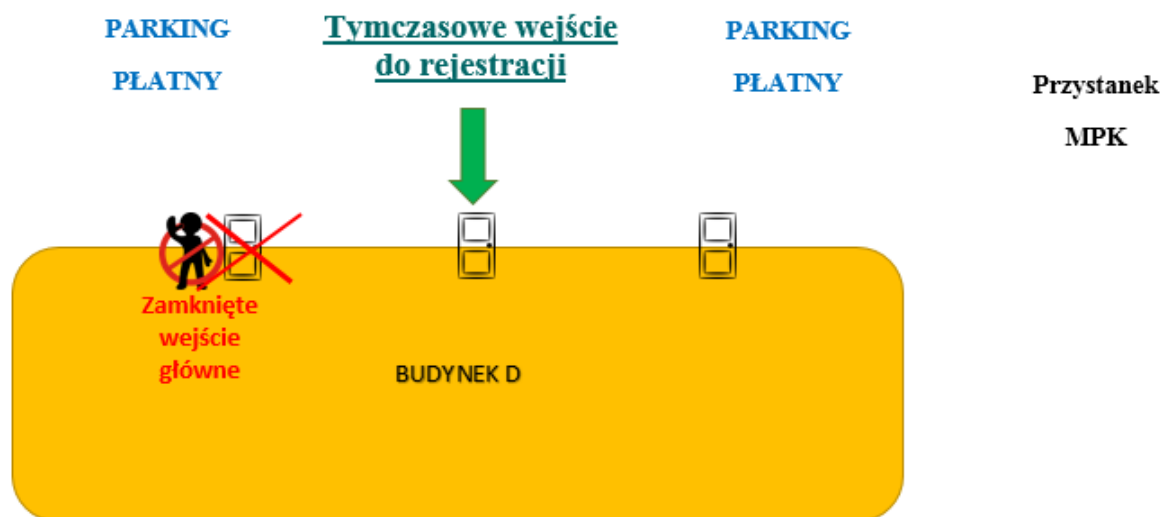 PARKING
PŁATNY
Tymczasowe wejście
do rejestracji
PARKING
PŁATNY
Przystanek
MPK
Zamknięte
wejście
główne
BUDYNEK D